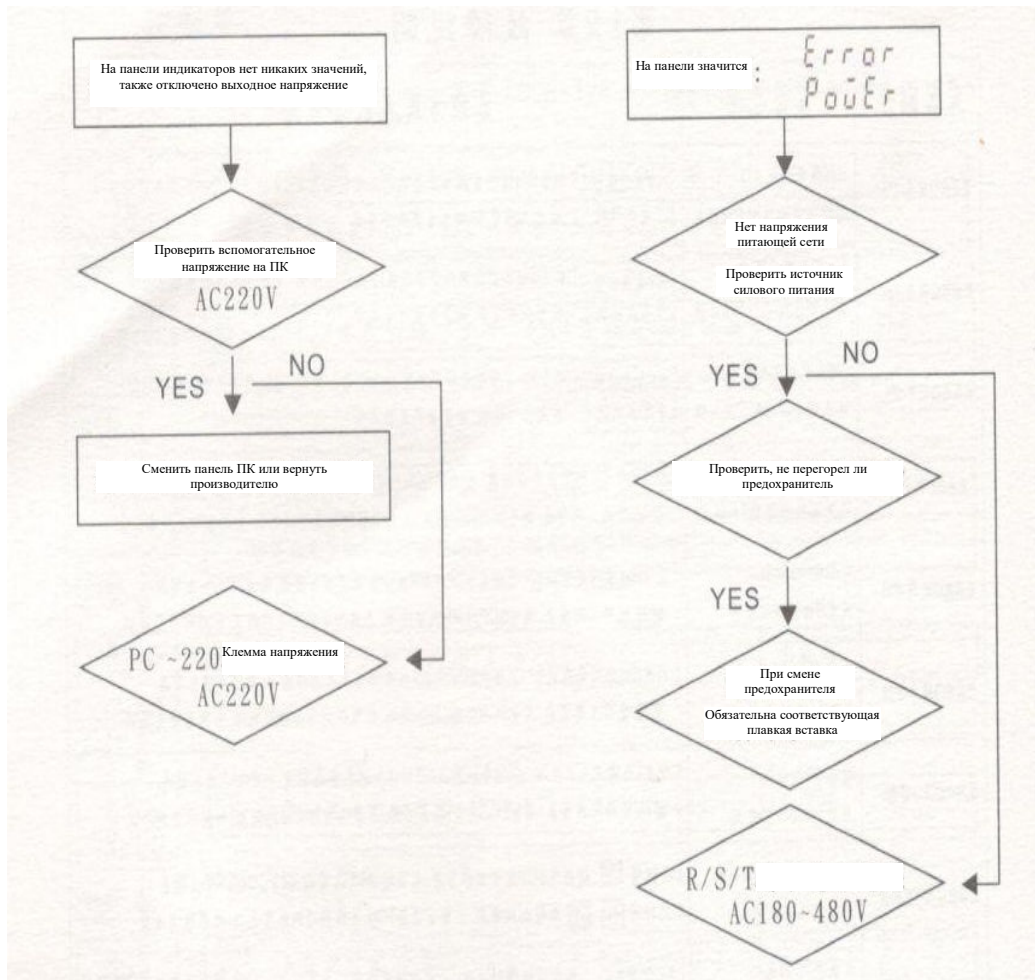 На панели индикаторов нет никаких значений,
также отключено выходное напряжение
Проверить вспомогательное
напряжение на ПК
AC220V
YES
NO
Сменить панель ПК или вернуть
производителю
PC ~220 Клемма напряжения
AC220V
На панели значится : Error
PowEr
Нет напряжения
питающей сети
Проверить источник
силового питания
YES
NO
Проверить, не перегорел ли
предохранитель
YES
При смене
предохранителя
Обязательна соответствующая
плавкая вставка
R/S/T
AC180~480V